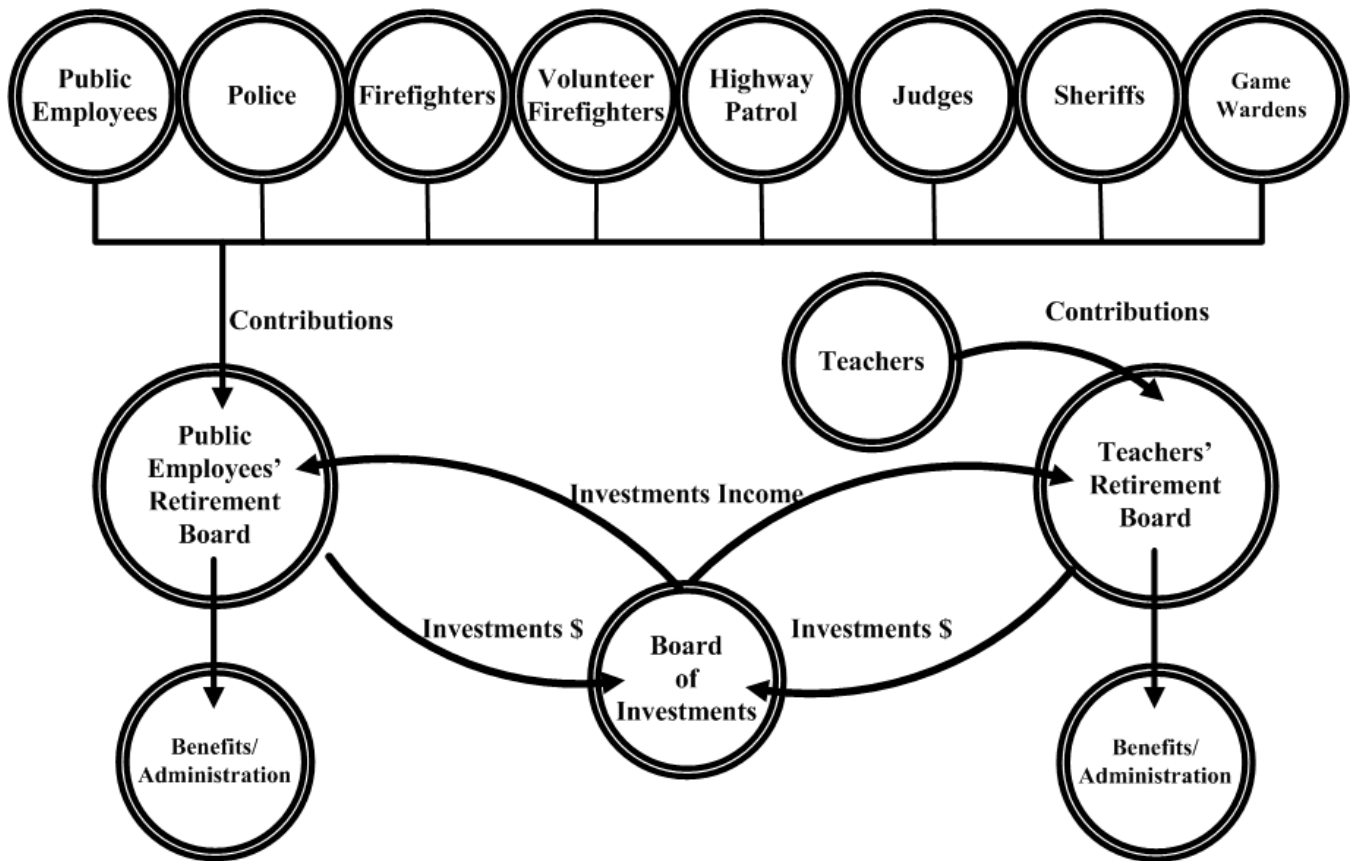 Public
Employees
Police
Firefighters
Volunteer
Firefighters
Highway
Patrol
Judges
Sheriffs
Game
Wardens
Contributions
Contributions
Teachers
Public
Employees’
Retirement
Board
Investments Income
Teachers’
Retirement
Board
Investments $
Board
of
Investments
Investments $
Benefits/
Administration
Benefits/
Administration